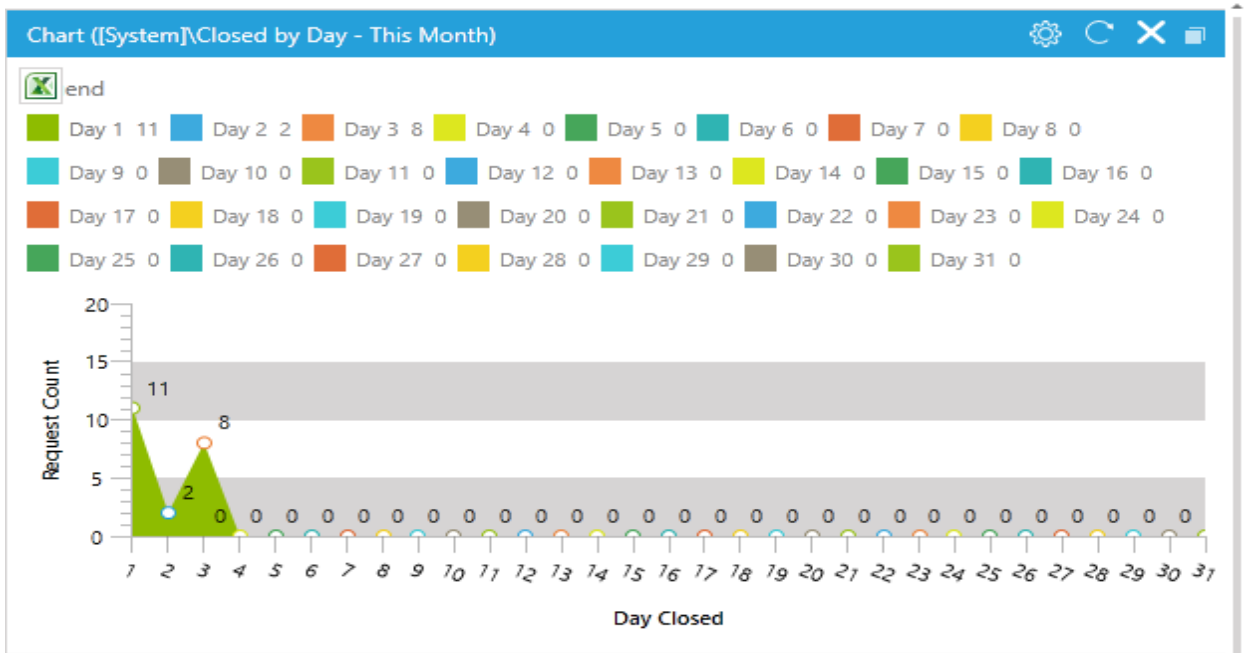 Chart ([System]\Closed by Day - This Month)
end
Day 1 11 Day 2 2 Day 3 8 Day 4 0 Day 5 0 Day 6 0 Day 7 0 Day 8 0
Day 9 0 Day 10 0 Day 11 0 Day 12 0 Day 13 0 Day 14 0 Day 15 0 Day 16 0
Day 17 0 Day 18 0 Day 19 0 Day 20 0 Day 21 0 Day 22 0 Day 23 0 Day 24 0
Day 25 0 Day 26 0 Day 27 0 Day 28 0 Day 29 0 Day 30 0 Day 31 0
Request Count
20
15
11
10
8
5
2
0 0 0 0 0 0 0 0 0 0 0 0 0 0 0 0 0 0 0 0 0 0 0 0 0 0 0 0
0
1 2 3 4 5 6 7 8 9 10 11 12 13 14 15 16 17 18 19 20 21 22 23 24 25 26 27 28 29 30 31
Day Closed